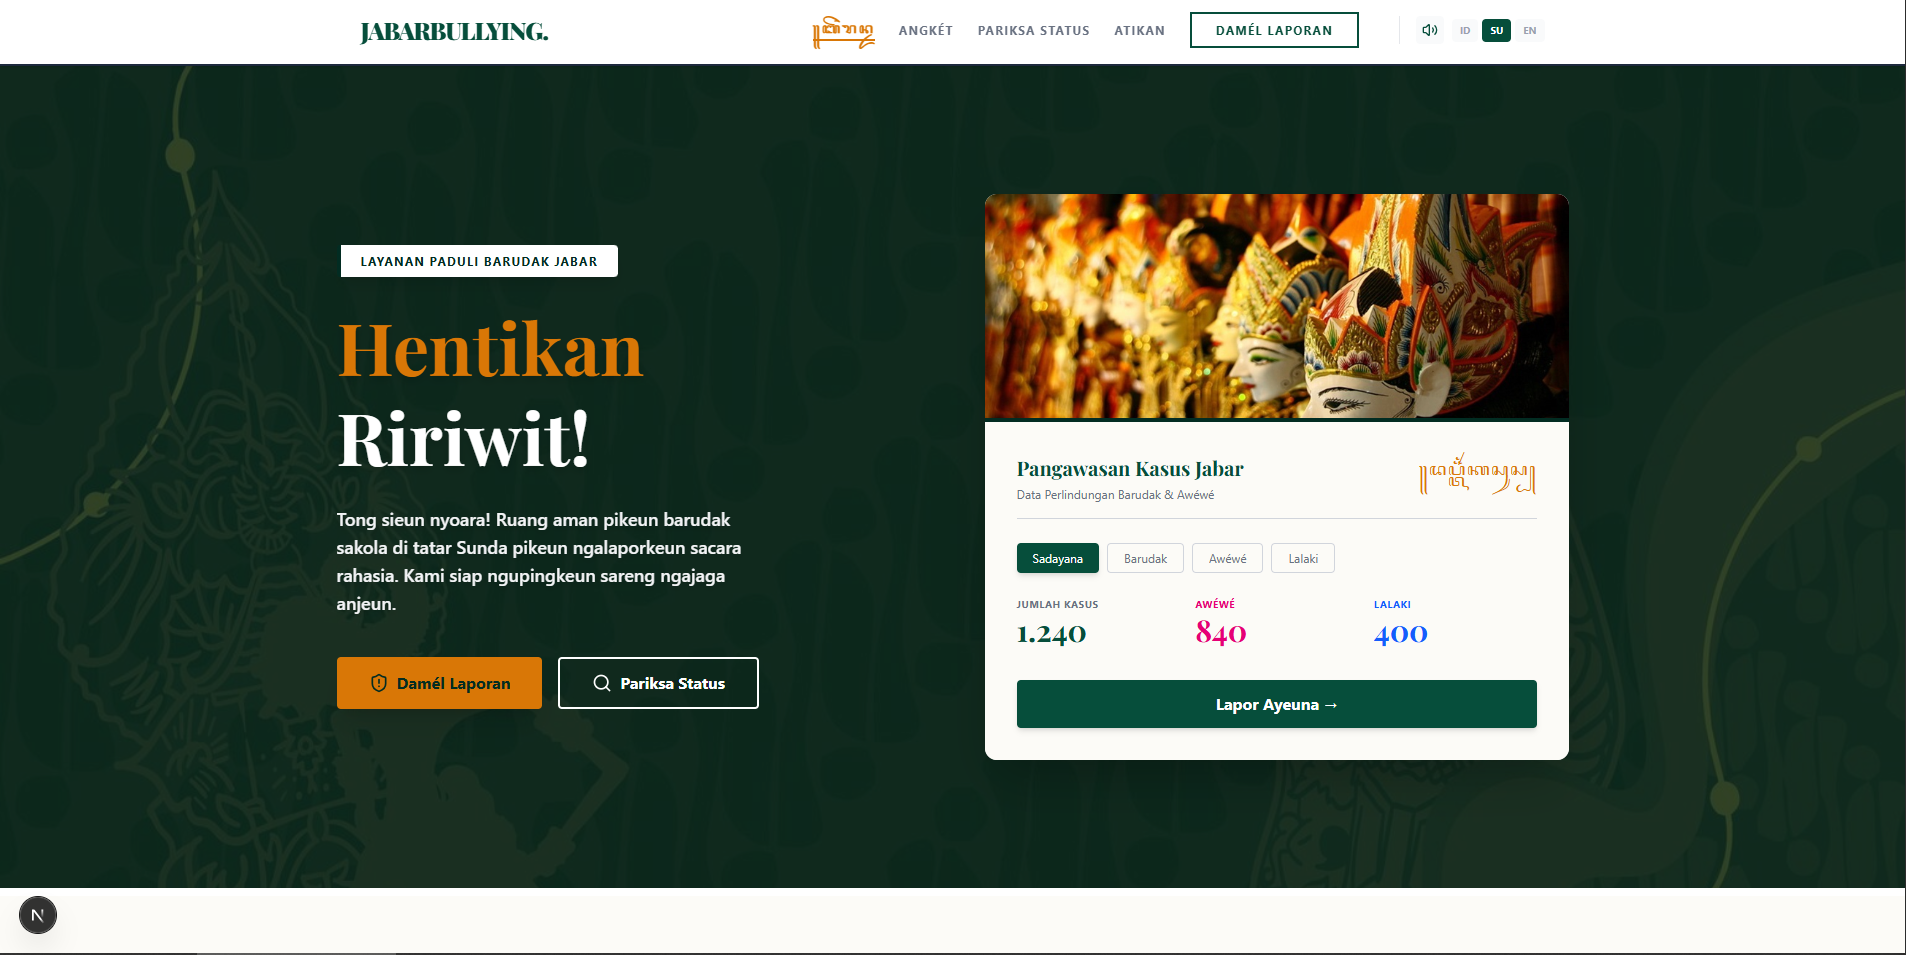 JABARBULLYING.
ANGKÉT
PARIKSA STATUS
ATIKAN
DAMÉL LAPORAN
ID
SU
EN
LAYANAN PADULI BARUDAK JABAR
Hentikan
Ririwit!
Tong sieun nyoara! Ruang aman pikeun barudak
sakola di tatar Sunda pikeun ngalaporkeun sacara
rahasia. Kami siap ngupingkeun sareng ngajaga
anjeun.
Damél Laporan
Pariksa Status
Pangawasan Kasus Jabar
Data Perlindungan Barudak & Awéwé
Sadayana
Barudak
Awéwé
Lalaki
JUMLAH KASUS
1.240
AWÉWÉ
840
LALAKI
400
Lapor Ayeuna →
N